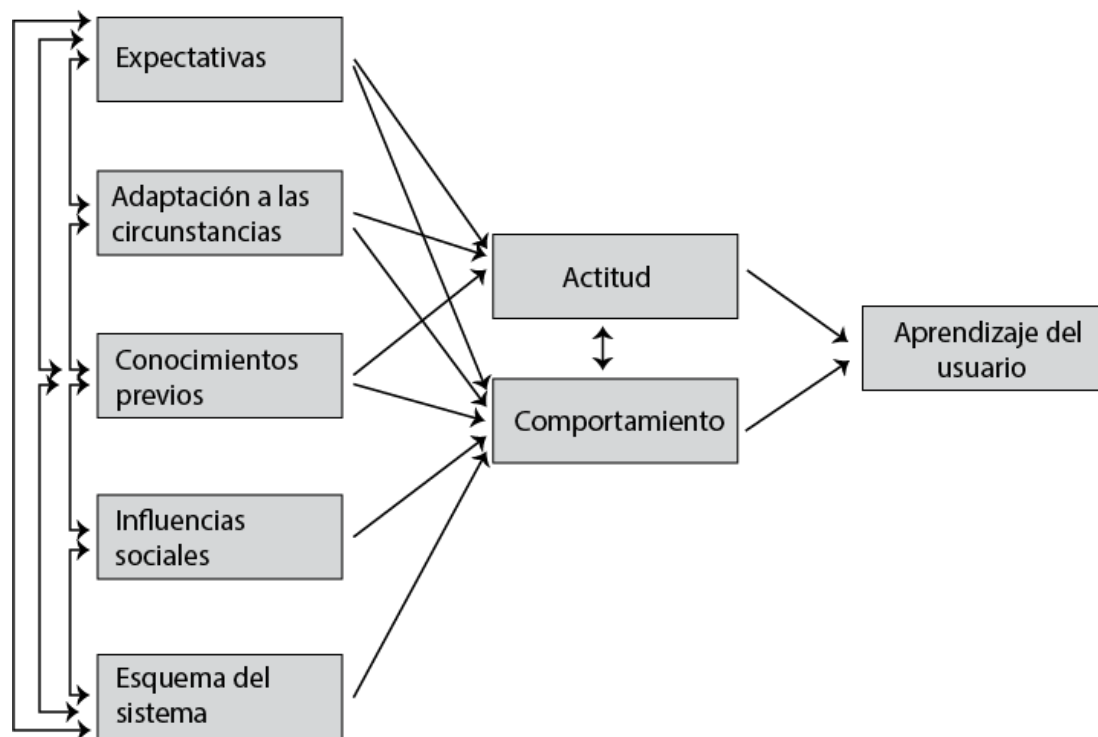 Expectativas
Adaptación a las
circunstancias
Conocimientos
previos
Influencias
sociales
Esquema del
sistema
Actitud
Comportamiento
Aprendizaje del
usuario